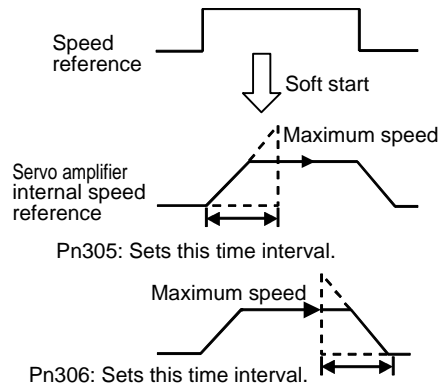 Speed
reference
Soft start
Maximum speed
Servo amplifier
internal speed
reference
Pn305: Sets this time interval.
Maximum speed
Pn306: Sets this time interval.